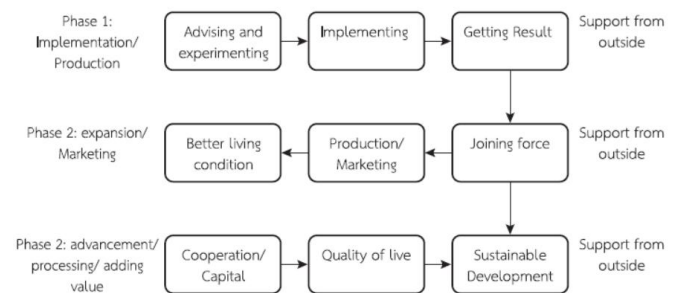 Phase 1:
Implementation/
Production
Advising and
experimenting
Implementing
Getting Result
Support from
outside
Phase 2: expansion/
Marketing
Better living
condition
Production/
Marketing
Joining force
Support from
outside
Phase 2: advancement/
processing/ adding
value
Cooperation/
Capital
Quality of live
Sustainable
Development
Support from
outside